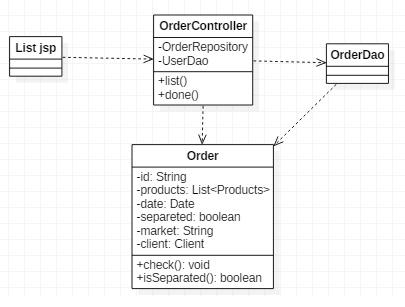 List jsp
OrderController
-OrderRepository
-UserDao
+list()
+done()
OrderDao
Order
-id: String
-products: List<Products>
-date: Date
-separeted: boolean
-market: String
-client: Client
+check(): void
+isSeparated(): boolean